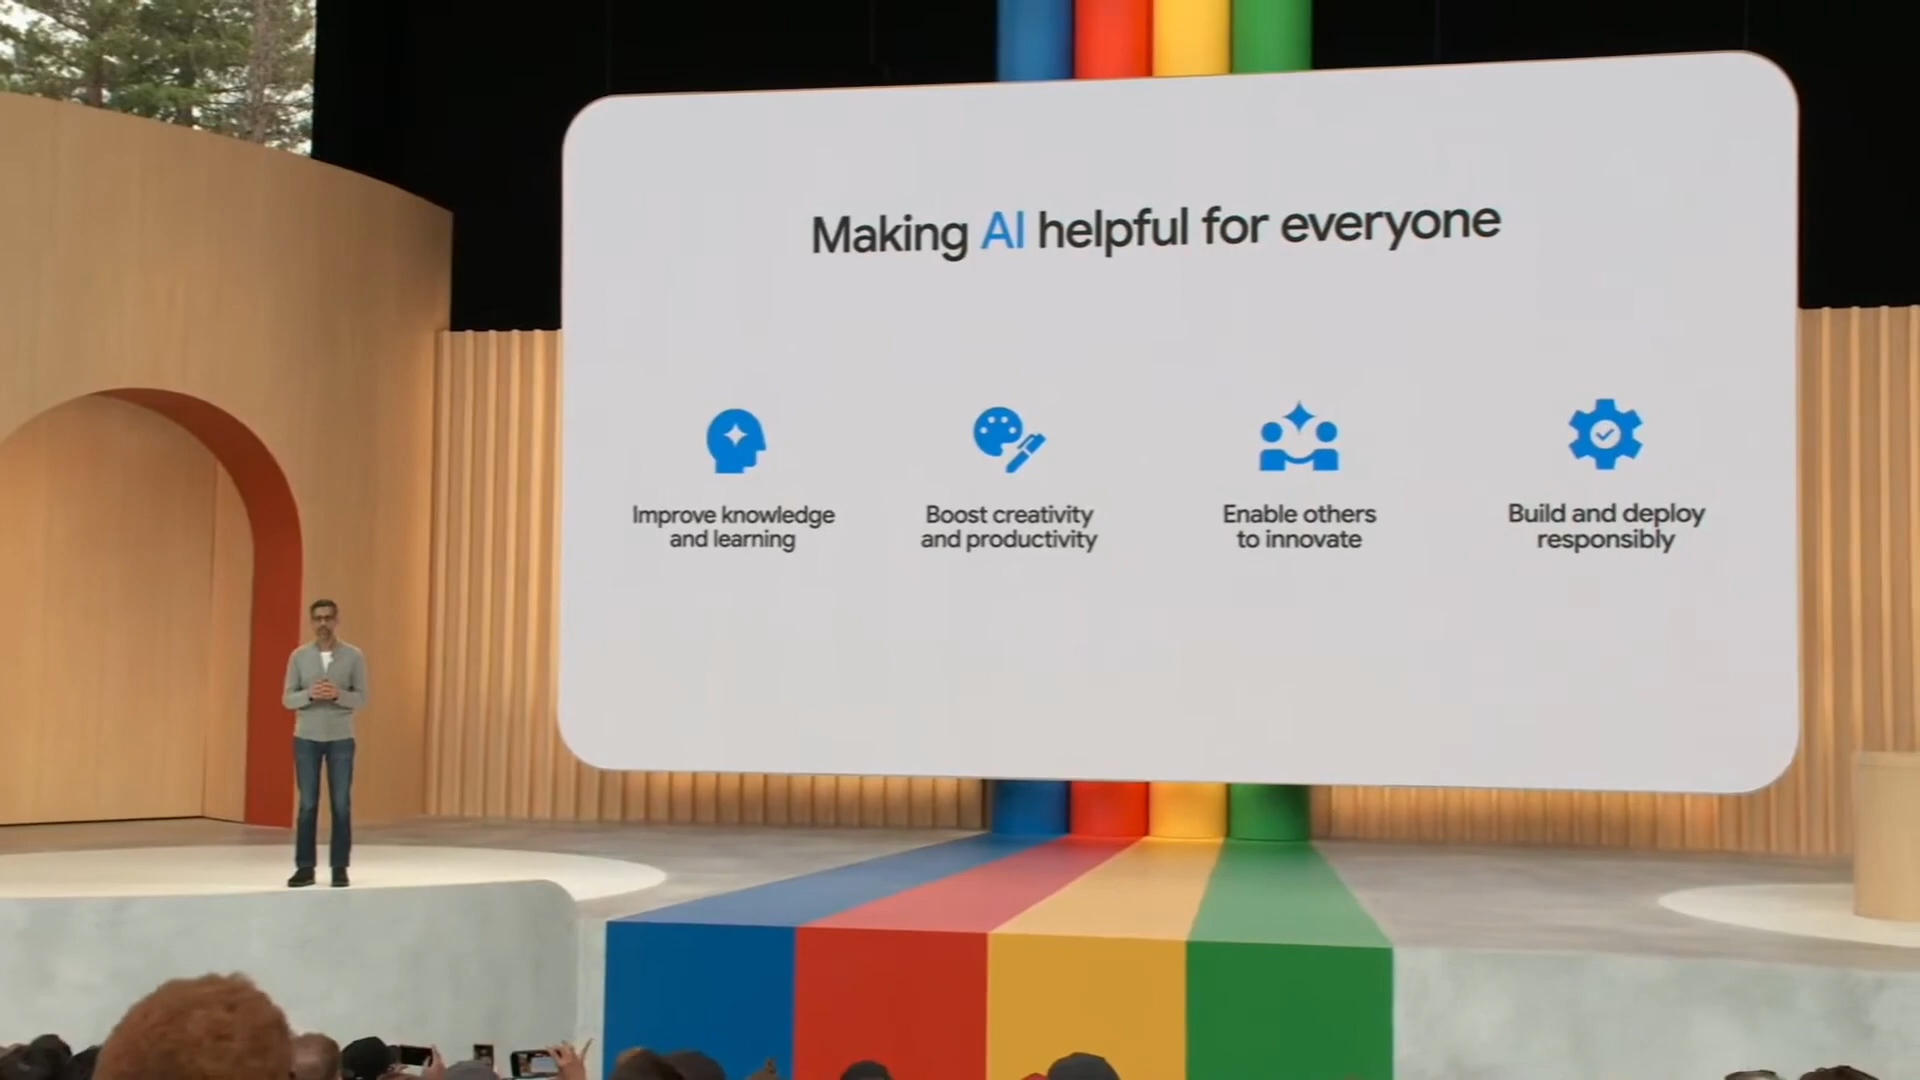 Making AI helpful for everyone
Improve knowledge
and learning
Boost creativity
and productivity
Enable others
to innovate
Build and deploy
responsibly